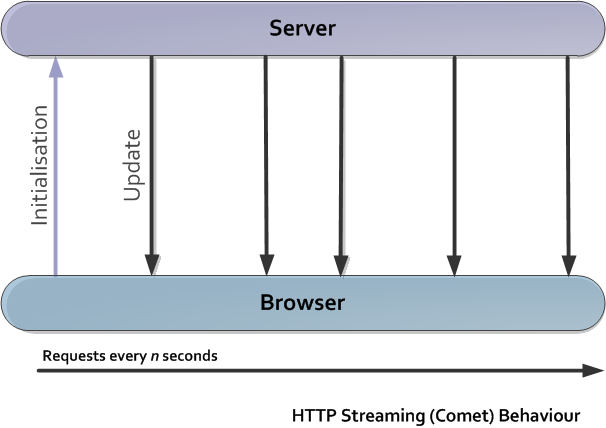 Server
Initialisation
Update
Browser
Requests every n seconds
HTTP Streaming (Comet) Behaviour